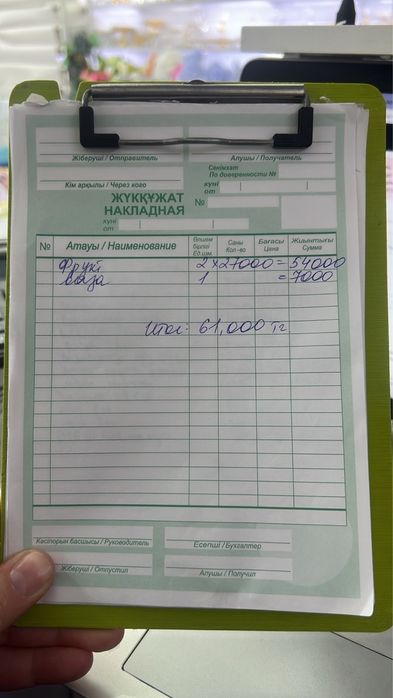 Жіберуші / Отправитель
Алушы / Получатель
Кім арқылы / Через кого
Сенімхат
По доверенности №
күні
от
ЖҮКҚҰЖАТ
НАКЛАДНАЯ
№
күні
от
№ Атауы / Наименование Өлшем бірлігі Ед.изм. Саны Кол-во Бағасы Цена Жиынтығы Сумма
Фрукт 2 x 27000 = 54000
ваза 1 = 7000
Итог: 61,000 тг
Кәсіпорын басшысы / Руководитель
Есепші / Бухгалтер
Жіберуші / Отпустил
Алушы / Получил